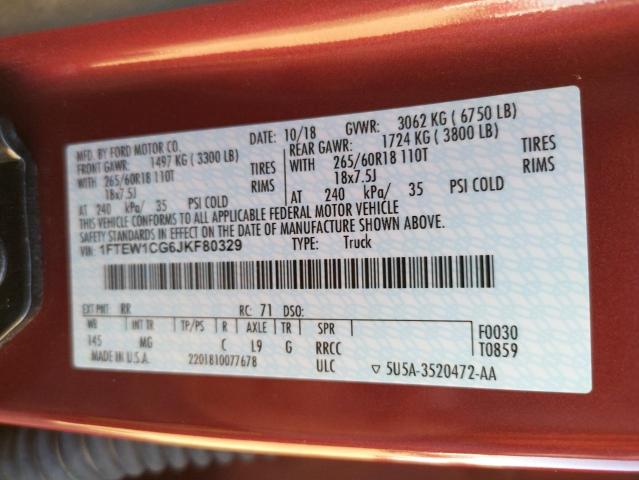 MFD. BY FORD MOTOR CO.
DATE: 10/18 GVWR: 3062 KG ( 6750 LB)
FRONT GAWR: 1497 KG ( 3300 LB)
REAR GAWR: 1724 KG ( 3800 LB)
WITH 265/60R18 110T TIRES
WITH 265/60R18 110T TIRES
18x7.5J RIMS
18x7.5J RIMS
AT 240 kPa/ 35 PSI COLD
AT 240 kPa/ 35 PSI COLD
THIS VEHICLE CONFORMS TO ALL APPLICABLE FEDERAL MOTOR VEHICLE
SAFETY STANDARDS IN EFFECT ON THE DATE OF MANUFACTURE SHOWN ABOVE.
VIN: 1FTEW1CG6JKF80329 TYPE: Truck
EXT PNT RR RC: 71 DSO:
WB INT TR TP/PS R AXLE TR SPR
145 MG C L9 G RRCC
F0030
T0859
MADE IN U.S.A. 2201810077678 ULC
▽ 5U5A-3520472-AA